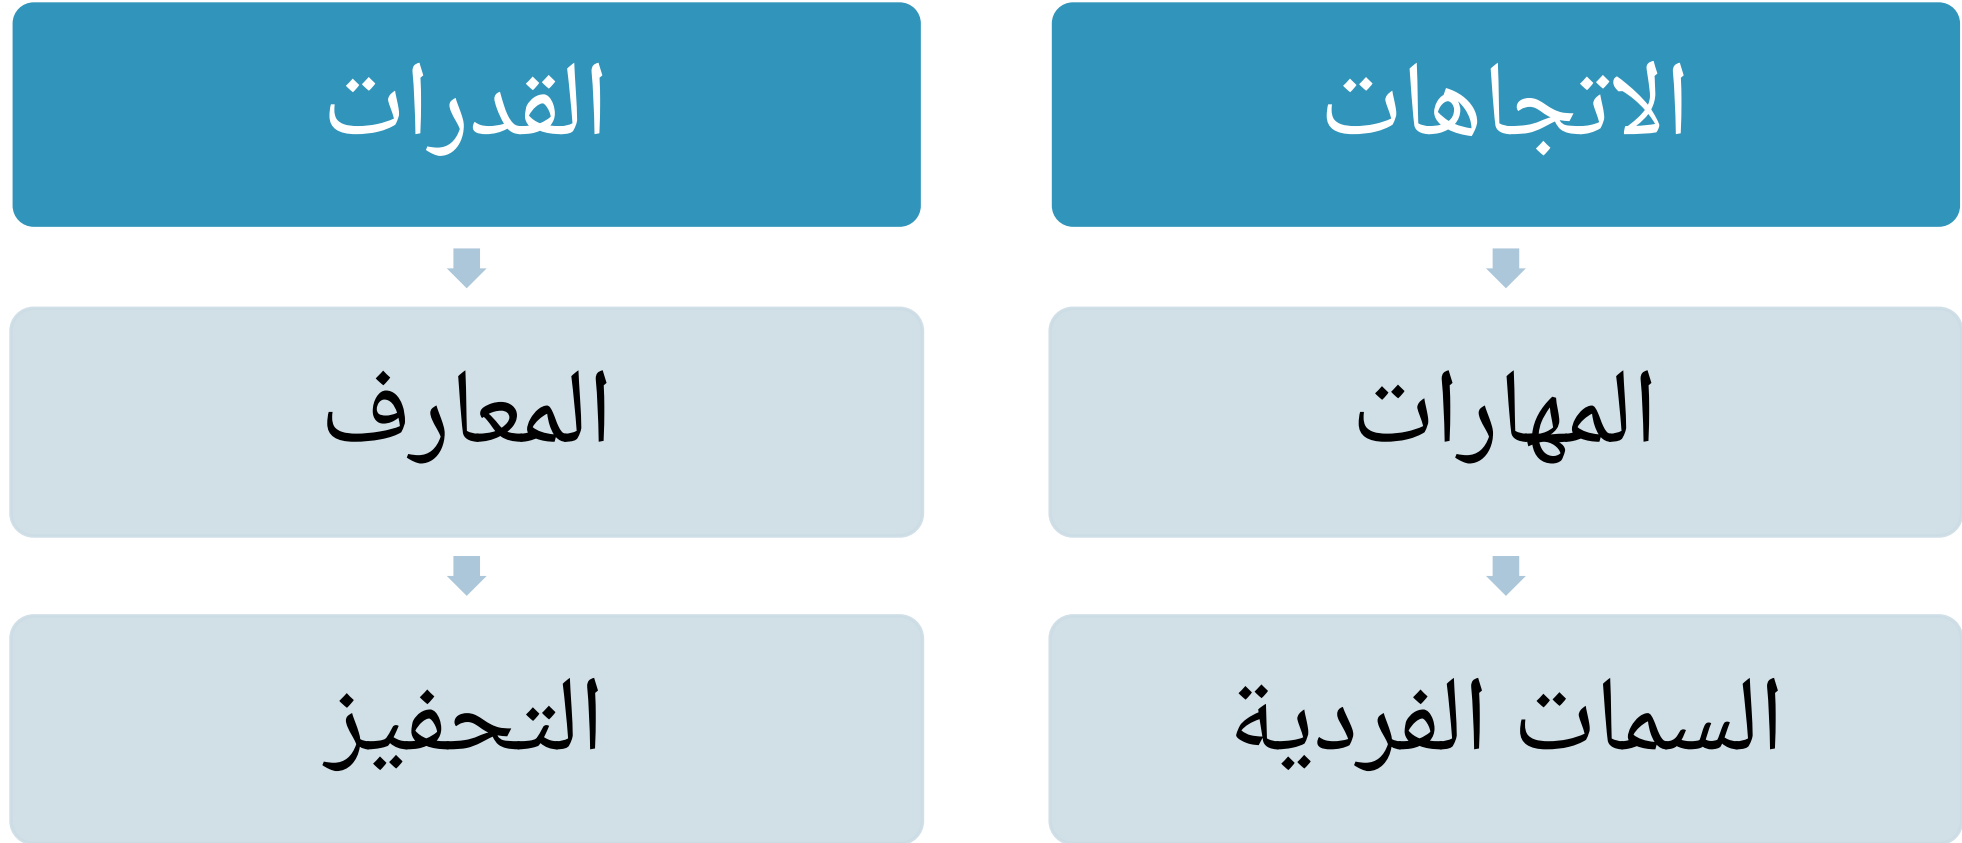 الاتجاهات
المهارات
السمات الفردية
القدرات
المعارف
التحفيز